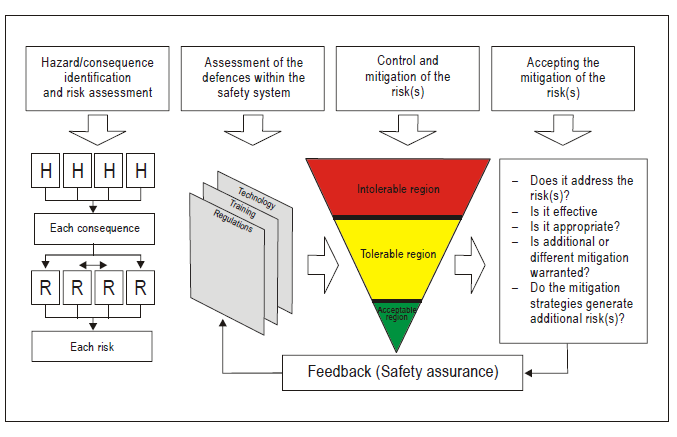 Hazard/consequence
identification
and risk assessment
Assessment of the
defences within the
safety system
Control and
mitigation of the
risk(s)
Accepting the
mitigation of the
risk(s)
H H H H
Each consequence
R R R R
Each risk
Technology
Training
Regulations
Intolerable region
Tolerable region
Acceptable
region
– Does it address the
risk(s)?
– Is it effective
– Is it appropriate?
– Is additional or
different mitigation
warranted?
– Do the mitigation
strategies generate
additional risk(s)?
Feedback (Safety assurance)